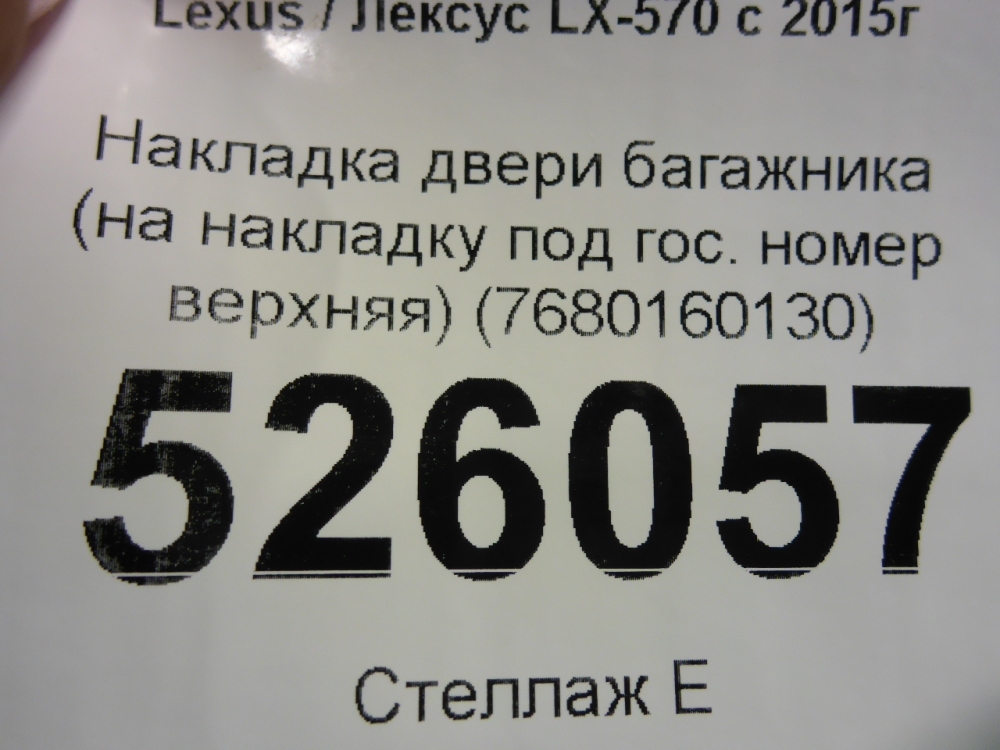 Lexus / Лексус LX-570 с 2015г
Накладка двери багажника
(на накладку под гос. номер
верхняя) (7680160130)
526057
Стеллаж Е